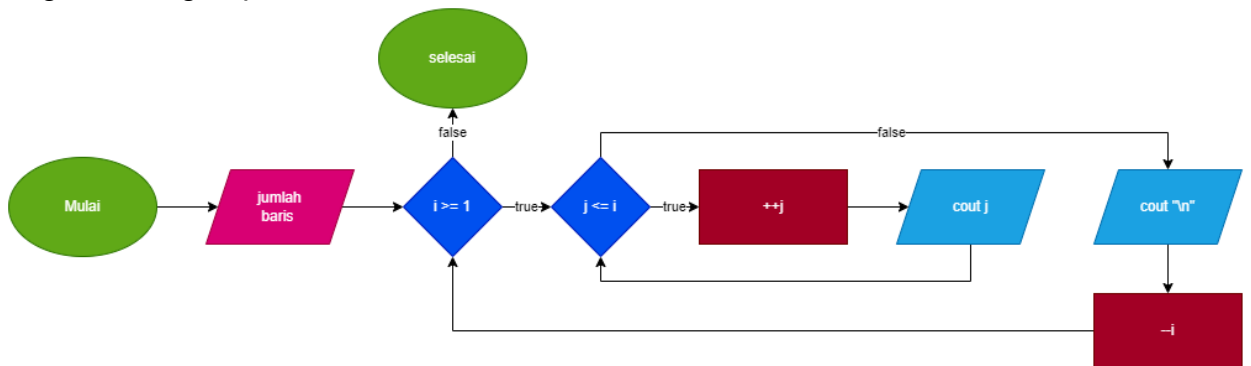 selesai
false
false
Mulai
jumlah
baris
i >= 1
true
j <= i
true
++j
cout j
cout "\n"
--i